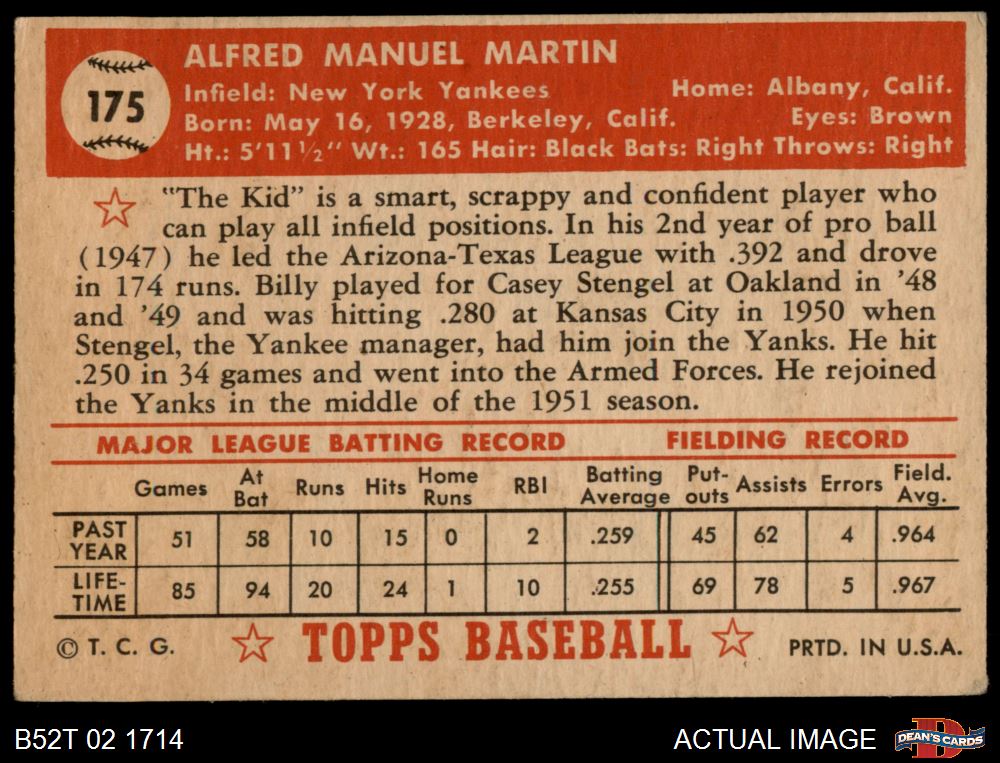 175
ALFRED MANUEL MARTIN
Infield: New York Yankees Home: Albany, Calif.
Born: May 16, 1928, Berkeley, Calif. Eyes: Brown
Ht.: 5'11½" Wt.: 165 Hair: Black Bats: Right Throws: Right
"The Kid" is a smart, scrappy and confident player who
can play all infield positions. In his 2nd year of pro ball
(1947) he led the Arizona-Texas League with .392 and drove
in 174 runs. Billy played for Casey Stengel at Oakland in '48
and '49 and was hitting .280 at Kansas City in 1950 when
Stengel, the Yankee manager, had him join the Yanks. He hit
.250 in 34 games and went into the Armed Forces. He rejoined
the Yanks in the middle of the 1951 season.
MAJOR LEAGUE BATTING RECORD FIELDING RECORD
Games At Bat Runs Hits Home Runs RBI Batting Average Put-outs Assists Errors Field. Avg.
PAST YEAR 51 58 10 15 0 2 .259 45 62 4 .964
LIFE-TIME 85 94 20 24 1 10 .255 69 78 5 .967
© T. C. G. TOPPS BASEBALL PRTD. IN U.S.A.
B52T 02 1714 ACTUAL IMAGE DEAN'S CARDS